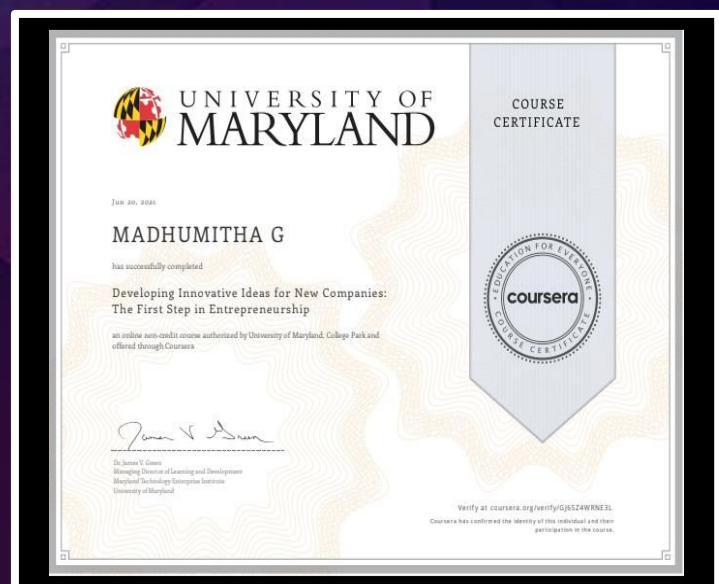 UNIVERSITY OF
MARYLAND
COURSE
CERTIFICATE
Jun 20, 2021
MADHUMITHA G
has successfully completed
Developing Innovative Ideas for New Companies:
The First Step in Entrepreneurship
an online non-credit course authorized by University of Maryland, College Park and
offered through Coursera
EDUCATION FOR EVERYONE
coursera
COURSE CERTIFICATE
James V Green
Dr. James V. Green
Managing Director of Learning and Development
Maryland Technology Enterprise Institute
University of Maryland
Verify at coursera.org/verify/GJ65Z4WRNE3L
Coursera has confirmed the identity of this individual and their
participation in the course.